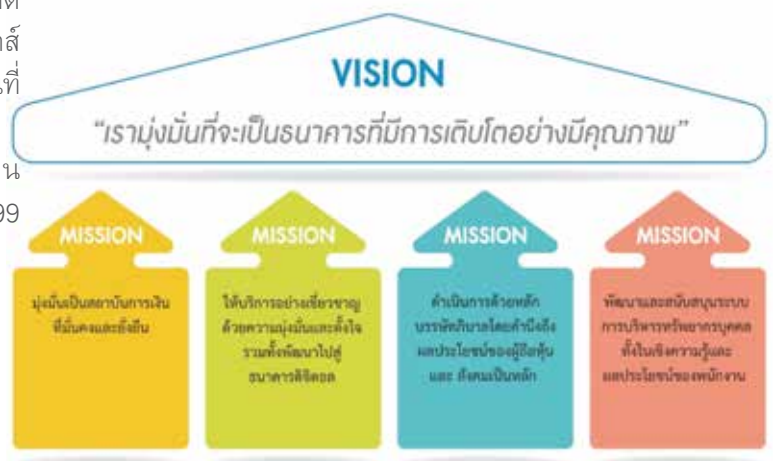 าส์
ที่
น
99
VISION
“เรามุ่งมั่นที่จะเป็นธนาคารที่มีการเติบโตอย่างมีคุณภาพ”
MISSION
มุ่งมั่นเป็นสถาบันการเงิน
ที่มั่นคงและยั่งยืน
MISSION
ให้บริการอย่างเชี่ยวชาญ
ด้วยความมุ่งมั่นและตั้งใจ
รวมทั้งพัฒนาไปสู่
ธนาคารดิจิตอล
MISSION
ดำเนินการด้วยหลัก
บรรษัทภิบาลโดยคำนึงถึง
ผลประโยชน์ของผู้ถือหุ้น
และ สังคมเป็นหลัก
MISSION
พัฒนาและสนับสนุนระบบ
การบริหารทรัพยากรบุคคล
ทั้งในเชิงความรู้และ
ผลประโยชน์ของพนักงาน